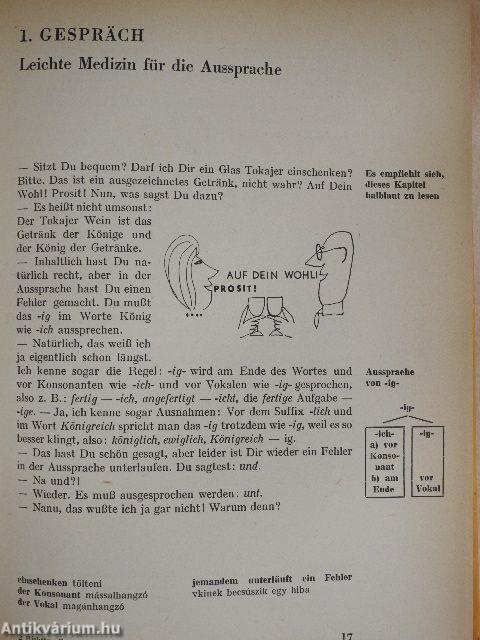 1. GESPRÄCH
Leichte Medizin für die Aussprache
— Sitzt Du bequem? Darf ich Dir ein Glas Tokajer einschenken?
Bitte. Das ist ein ausgezeichnetes Getränk, nicht wahr? Auf Dein
Wohl! Prosit! Nun, was sagst Du dazu?
Es empfiehlt sich,
dieses Kapitel
halblaut zu lesen
— Es heißt nicht umsonst:
Der Tokajer Wein ist das
Getränk der Könige und
der König der Getränke.
— Inhaltlich hast Du na-
türlich recht, aber in der
Aussprache hast Du einen
Fehler gemacht. Du mußt
das -ig im Worte König
wie -ich aussprechen.
— Natürlich, das weiß ich
ja eigentlich schon längst.
AUF DEIN WOHL!
PROSIT!
Ich kenne sogar die Regel: -ig- wird am Ende des Wortes und
vor Konsonanten wie -ich- und vor Vokalen wie -ig- gesprochen,
also z. B.: fertig — -ich, angefertigt — -icht, die fertige Aufgabe —
-ige. — Ja, ich kenne sogar Ausnahmen: Vor dem Suffix -lich und
im Wort Königreich spricht man das -ig trotzdem wie -ig, weil es so
besser klingt, also: königlich, ewiglich, Königreich — ig.
— Das hast Du schön gesagt, aber leider ist Dir wieder ein Fehler
in der Aussprache unterlaufen. Du sagtest: und.
— Na und?!
— Wieder. Es muß ausgesprochen werden: unt.
— Nanu, das wußte ich ja gar nicht! Warum denn?
Aussprache
von -ig-
-ig-
-ich-
a) vor
Konso-
nant
b) am
Ende
-ig-
vor
Vokal
einschenken tölteni
der Konsonant mássalhangzó
der Vokal magánhangzó
jemandem unterläuft ein Fehler
vkinek becsúszik egy hiba
17
Antikvárium.hu